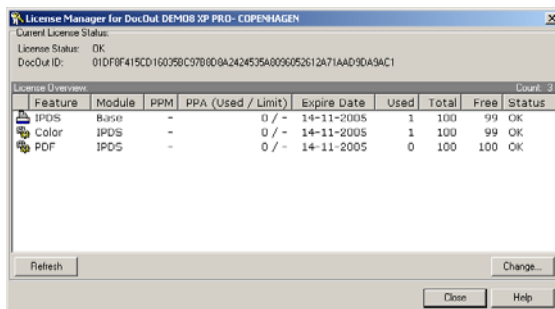 License Manager for DocOut DEMO8 XP PRO- COPENHAGEN
Current License Status:
License Status: OK
DocOut ID:
License Overview: Count: 3
Feature Module PPM PPA (Used / Limit) Expire Date Used Total Free Status
IPDS Base - 0 / - 14-11-2005 1 100 99 OK
Color IPDS - 0 / - 14-11-2005 1 100 99 OK
PDF IPDS - 0 / - 14-11-2005 0 100 100 OK
Refresh Change...
Close Help